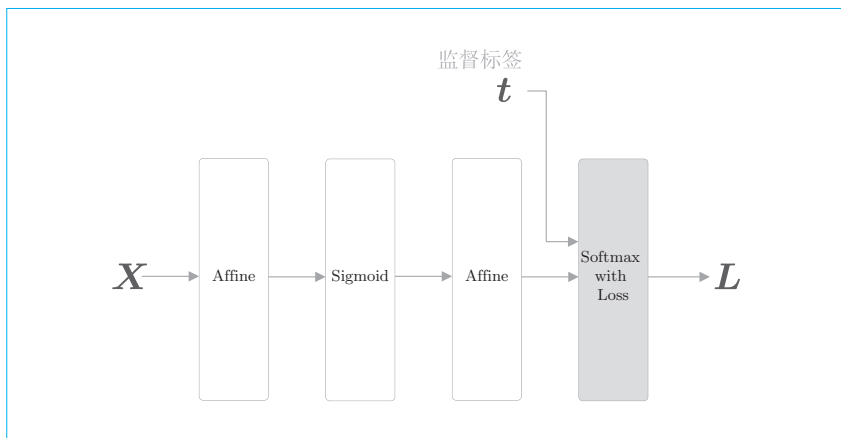 监督标签
t
X
Affine
Sigmoid
Affine
Softmax
with
Loss
L